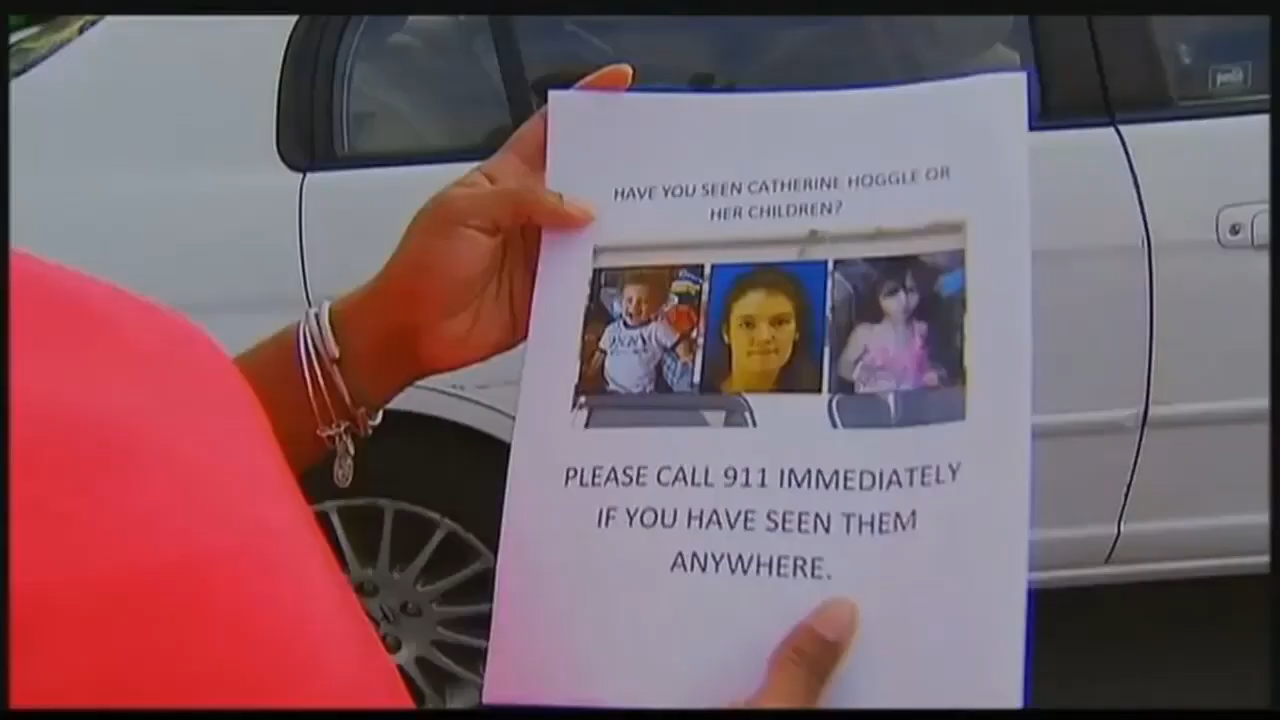 HAVE YOU SEEN CATHERINE HOGGLE OR
HER CHILDREN?
PLEASE CALL 911 IMMEDIATELY
IF YOU HAVE SEEN THEM
ANYWHERE.